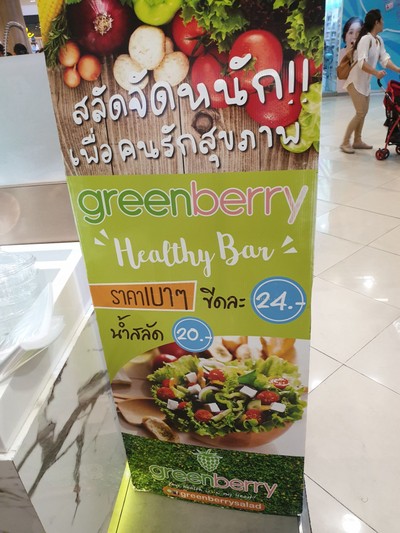 สลัดจัดหนัก!!
เพื่อ คนรักสุขภาพ
greenberry
Healthy Bar
ราคาเบาๆ ขีดละ 24.-
น้ำสลัด 20.-
greenberry
greenberrysalad